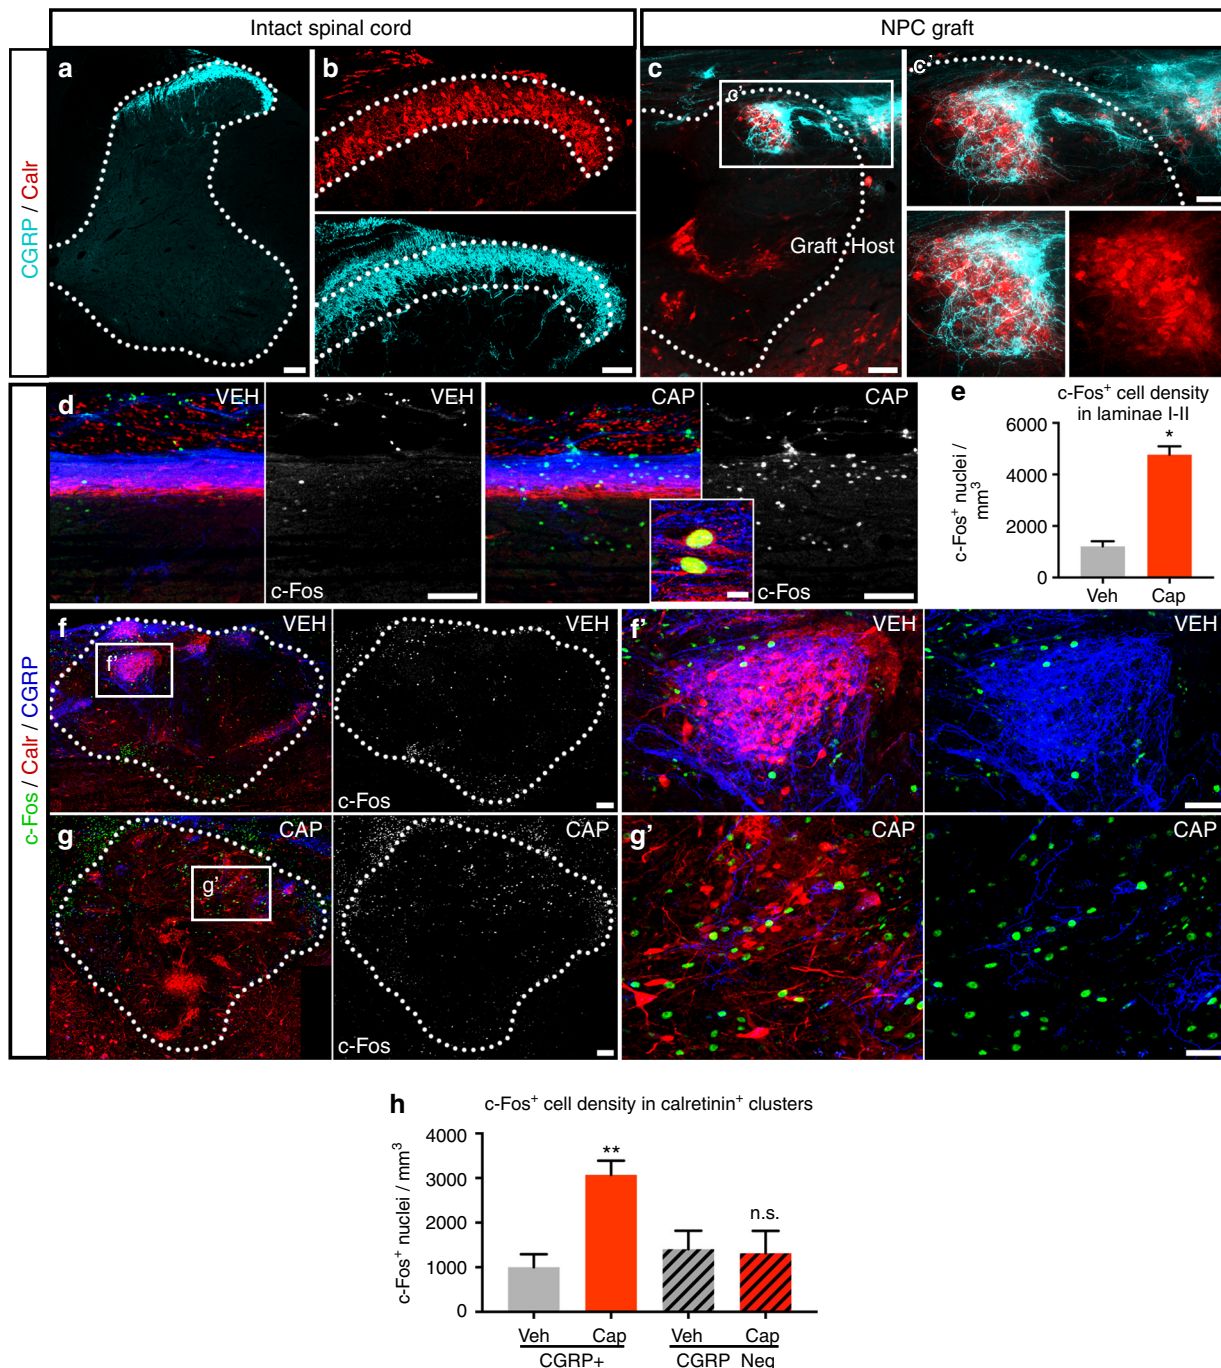 Intact spinal cord
NPC graft
CGRP / Calr
a
b
c
c'
c'
Graft
Host
d
VEH
VEH
c-Fos
CAP
CAP
c-Fos
e
c-Fos⁺ cell density
in laminae I-II
c-Fos⁺ nuclei /
mm³
6000
4000
2000
0
*
Veh
Cap
c-Fos / Calr / CGRP
f
VEH
f'
VEH
c-Fos
f'
VEH
VEH
g
CAP
g'
CAP
c-Fos
g'
CAP
CAP
h
c-Fos⁺ cell density in calretinin⁺ clusters
c-Fos⁺ nuclei / mm³
4000
3000
2000
1000
0
**
n.s.
Veh
Cap
Veh
Cap
CGRP+
CGRP Neg